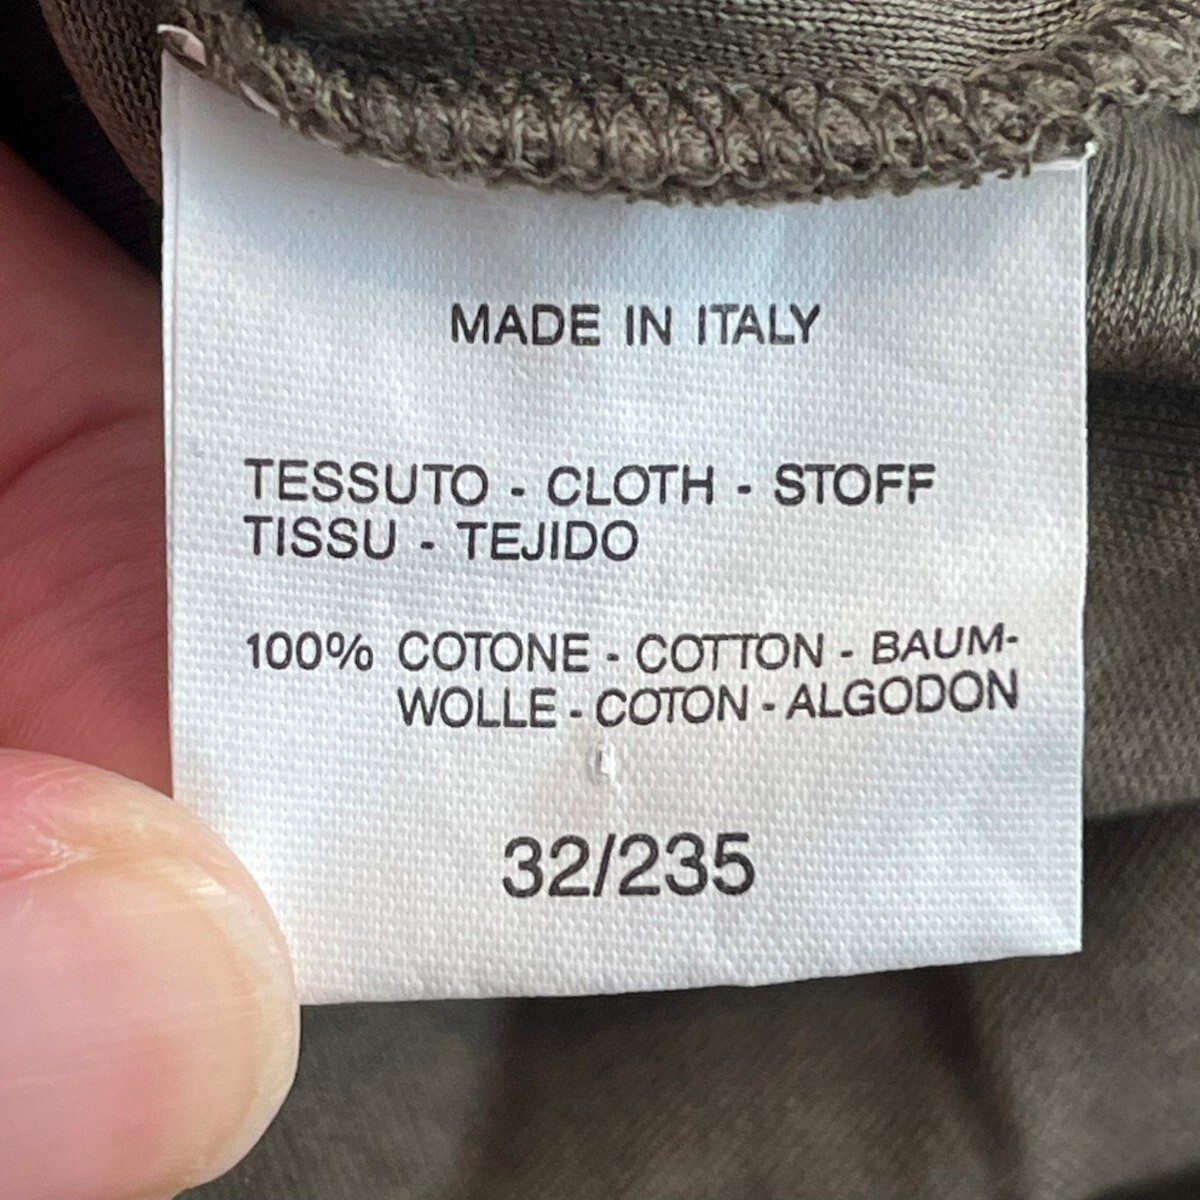 MADE IN ITALY
TESSUTO - CLOTH - STOFF
TISSU - TEJIDO
100% COTONE - COTTON - BAUM-
WOLLE - COTON - ALGODON
32/235